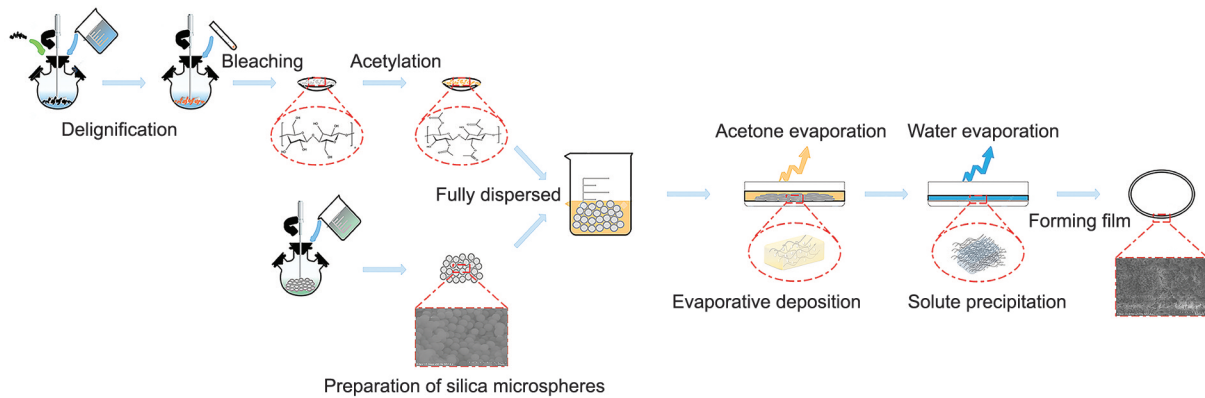 Delignification
Bleaching
Acetylation
Fully dispersed
Preparation of silica microspheres
Acetone evaporation
Evaporative deposition
Water evaporation
Solute precipitation
Forming film